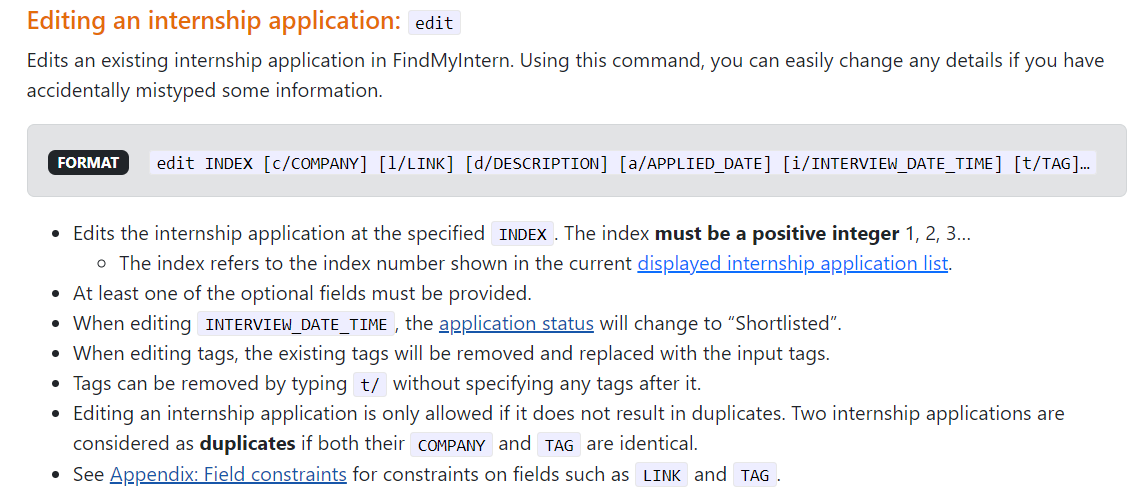 Editing an internship application: edit
Edits an existing internship application in FindMyIntern. Using this command, you can easily change any details if you have
accidentally mistyped some information.
FORMAT edit INDEX [c/COMPANY] [l/LINK] [d/DESCRIPTION] [a/APPLIED_DATE] [i/INTERVIEW_DATE_TIME] [t/TAG]…
• Edits the internship application at the specified INDEX. The index must be a positive integer 1, 2, 3…
◦ The index refers to the index number shown in the current displayed internship application list.
• At least one of the optional fields must be provided.
• When editing INTERVIEW_DATE_TIME, the application status will change to “Shortlisted”.
• When editing tags, the existing tags will be removed and replaced with the input tags.
• Tags can be removed by typing t/ without specifying any tags after it.
• Editing an internship application is only allowed if it does not result in duplicates. Two internship applications are
considered as duplicates if both their COMPANY and TAG are identical.
• See Appendix: Field constraints for constraints on fields such as LINK and TAG.